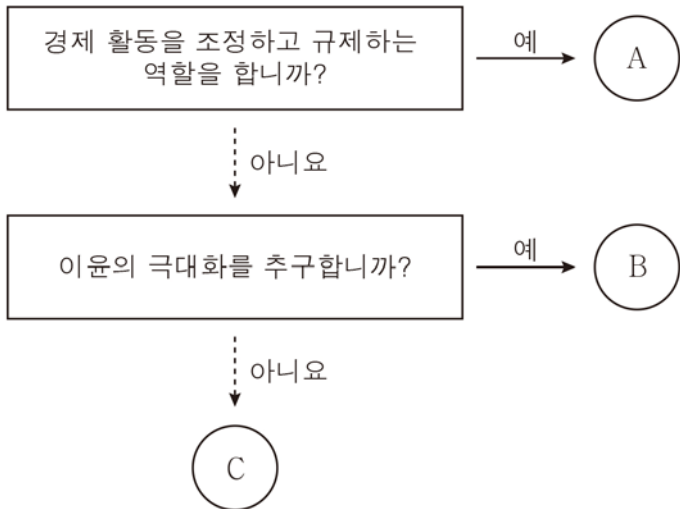 경제 활동을 조정하고 규제하는
역할을 합니까?
예
A
아니요
이윤의 극대화를 추구합니까?
예
B
아니요
C